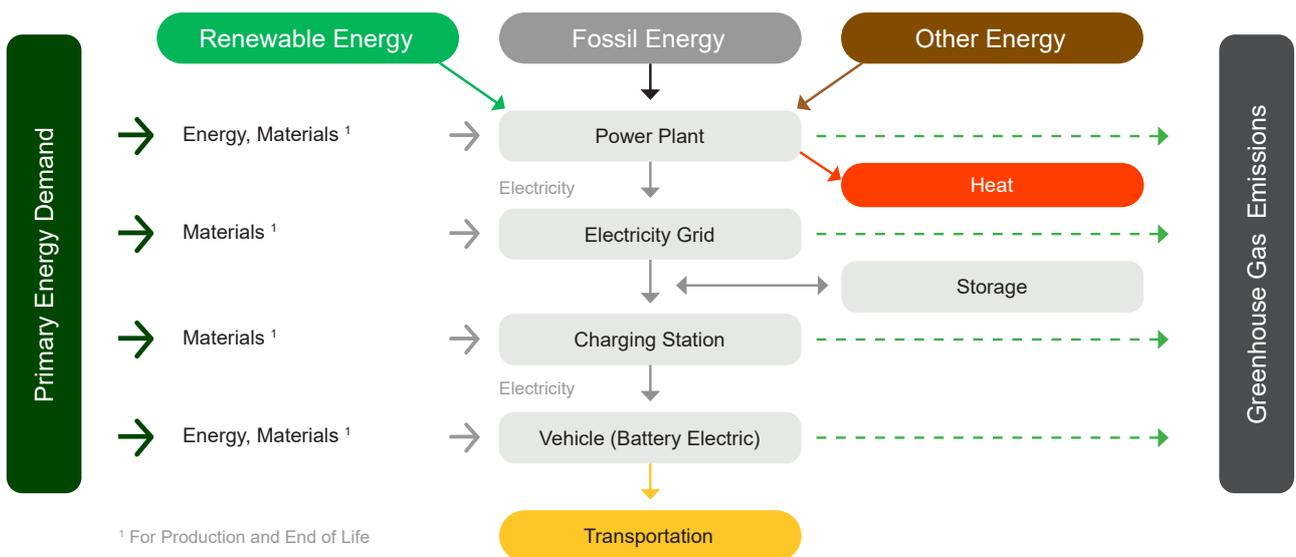 Renewable Energy
Fossil Energy
Other Energy
Primary Energy Demand
Greenhouse Gas Emissions
Energy, Materials ¹
Power Plant
Heat
Electricity
Materials ¹
Electricity Grid
Storage
Materials ¹
Charging Station
Electricity
Energy, Materials ¹
Vehicle (Battery Electric)
¹ For Production and End of Life
Transportation